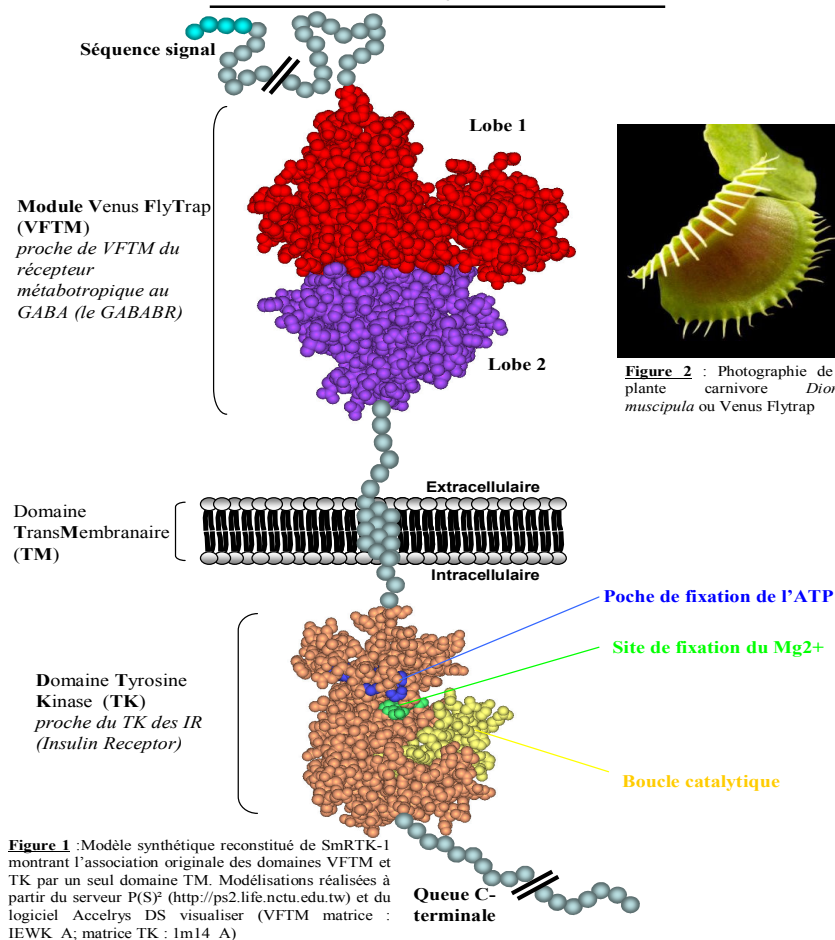 Séquence signal
Lobe 1
Module Venus FlyTrap
(VFTM)
proche de VFTM du
récepteur
métabotropique au
GABA (le GABABR)
Lobe 2
Figure 2 : Photographie de
plante carnivore Dion
muscipula ou Venus Flytrap
Extracellulaire
Domaine
TransMembranaire
(TM)
Intracellulaire
Poche de fixation de l'ATP
Site de fixation du Mg2+
Domaine Tyrosine
Kinase (TK)
proche du TK des IR
(Insulin Receptor)
Boucle catalytique
Figure 1 :Modèle synthétique reconstitué de SmRTK-1
montrant l'association originale des domaines VFTM et
TK par un seul domaine TM. Modélisations réalisées à
partir du serveur P(S)² (http://ps2.life.nctu.edu.tw) et du
logiciel Accelrys DS visualiser (VFTM matrice :
IEWK_A; matrice TK : 1m14_A)
Queue C-
terminale